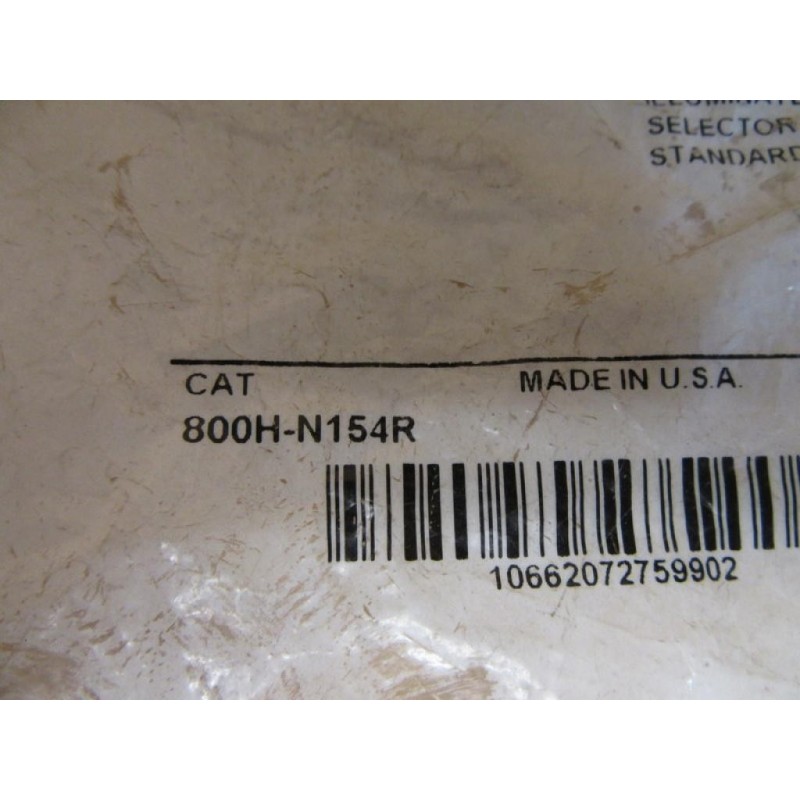 SELECTOR
STANDARD
CAT MADE IN U.S.A.
800H-N154R
10662072759902